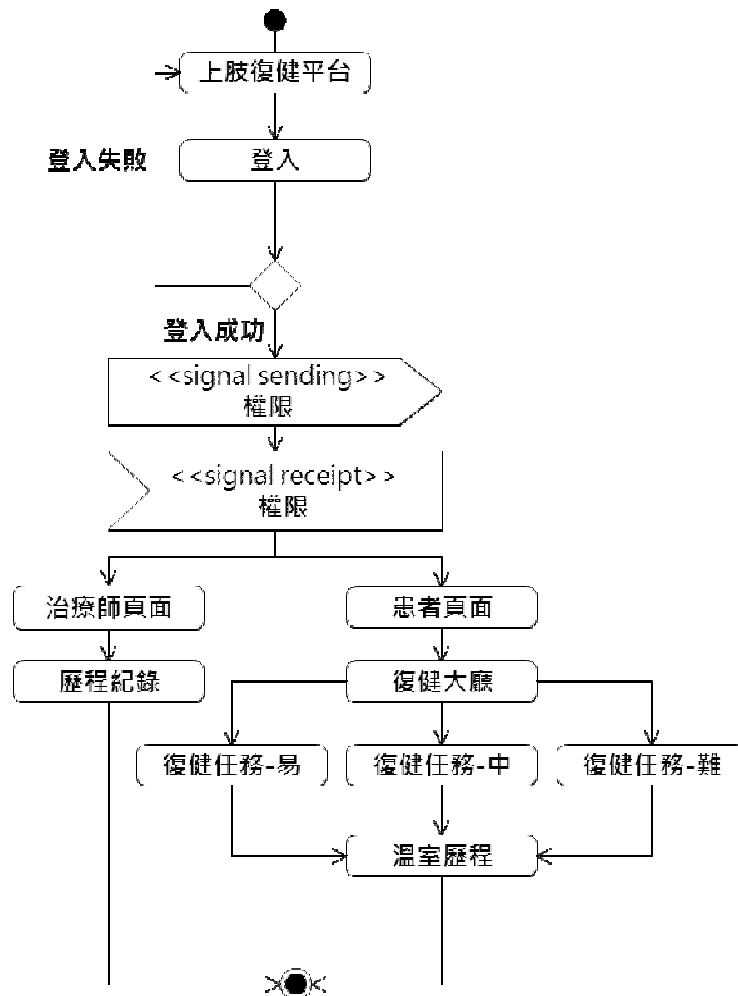 上肢復健平台
登入失敗
登入
登入成功
<<signal sending>>
權限
<<signal receipt>>
權限
治療師頁面
患者頁面
歷程紀錄
復健大廳
復健任務-易
復健任務-中
復健任務-難
溫室歷程